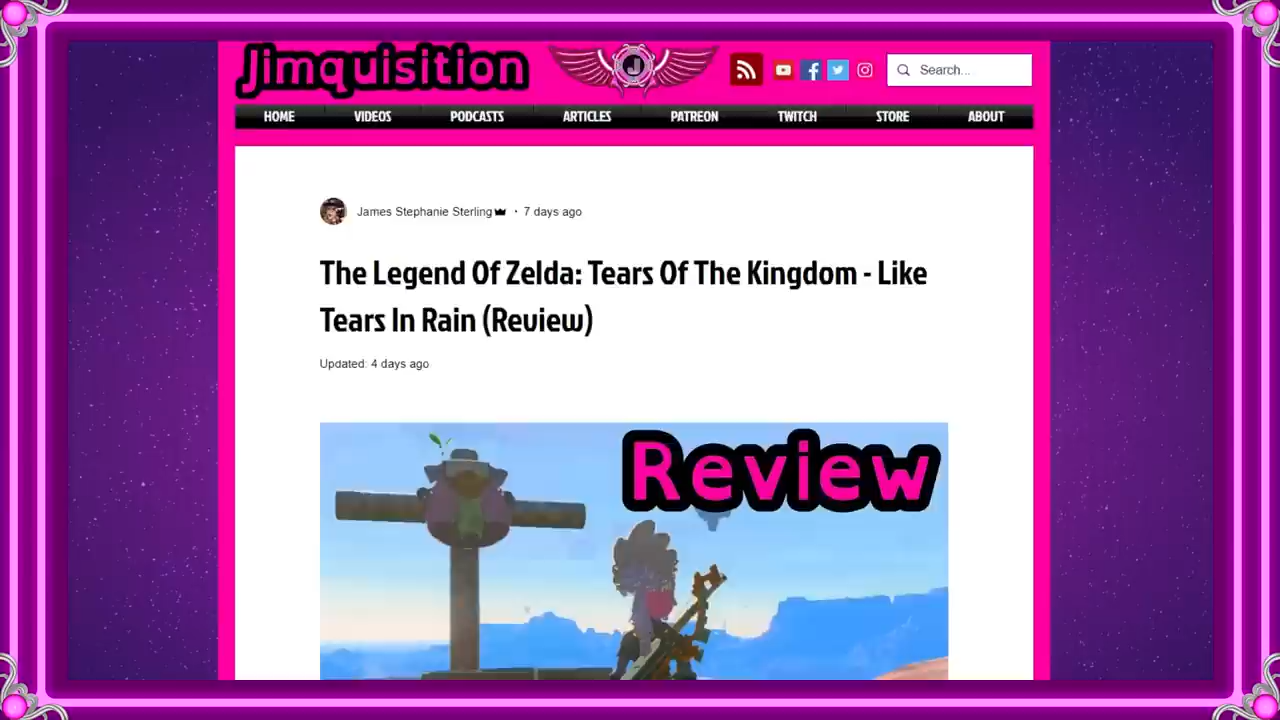 Jimquisition
J
Search...
HOME VIDEOS PODCASTS ARTICLES PATREON TWITCH STORE ABOUT
James Stephanie Sterling · 7 days ago
The Legend Of Zelda: Tears Of The Kingdom - Like
Tears In Rain (Review)
Updated: 4 days ago
Review